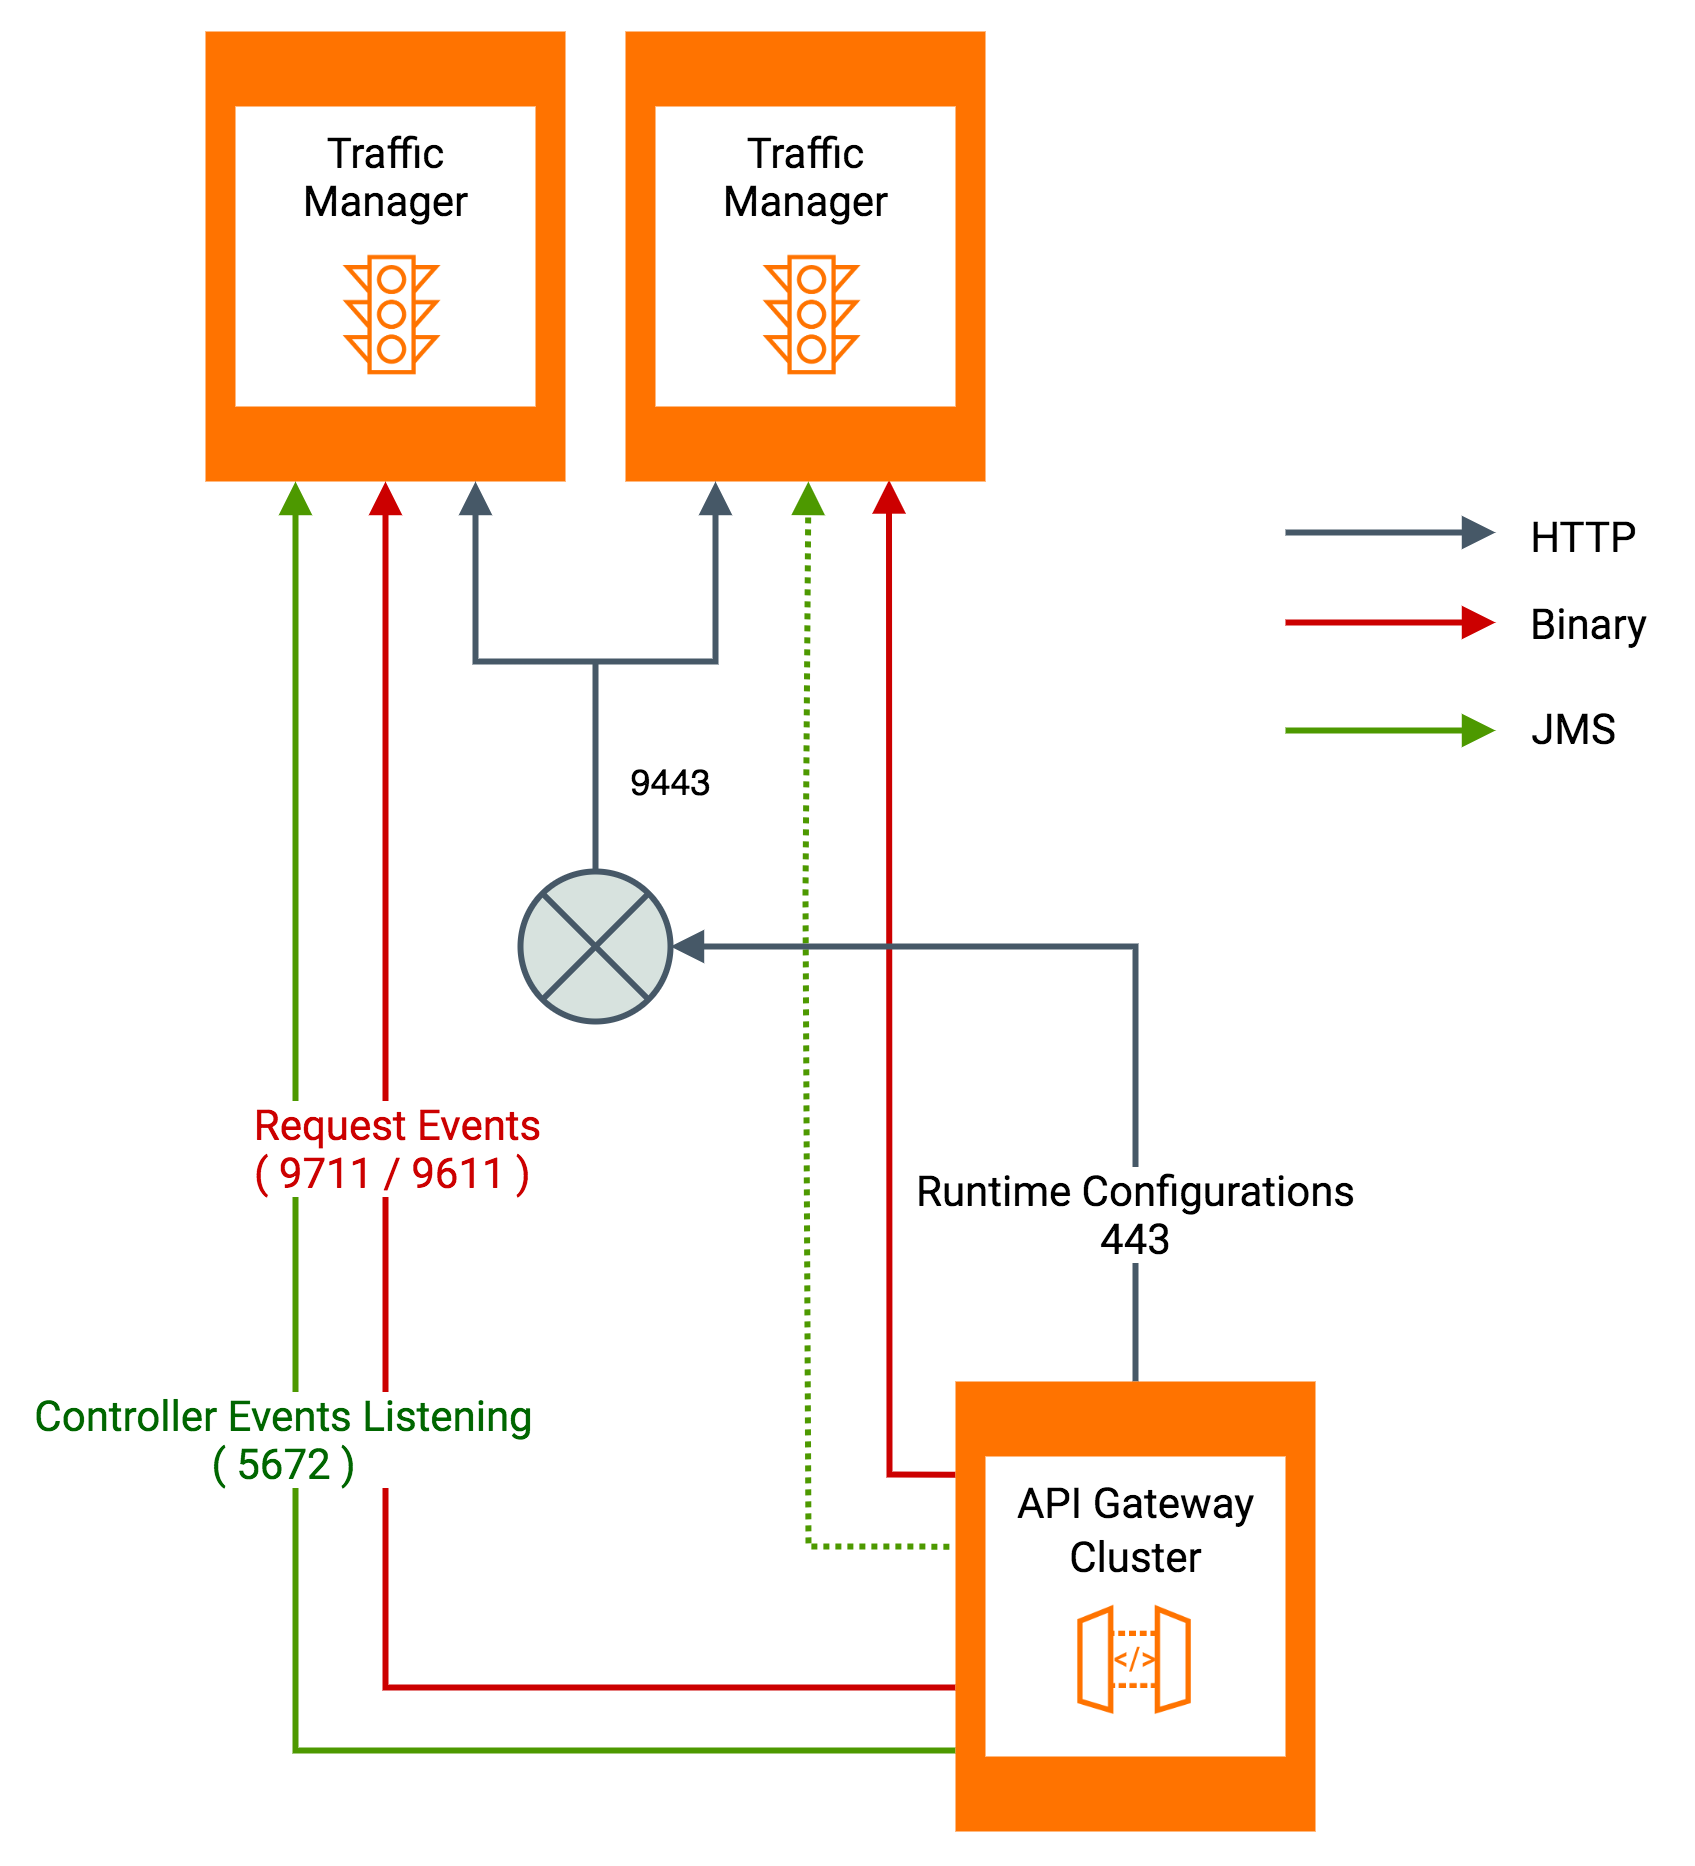 Traffic
Manager
Traffic
Manager
HTTP
Binary
JMS
9443
Request Events
( 9711 / 9611 )
Runtime Configurations
443
Controller Events Listening
( 5672 )
API Gateway
Cluster
</>